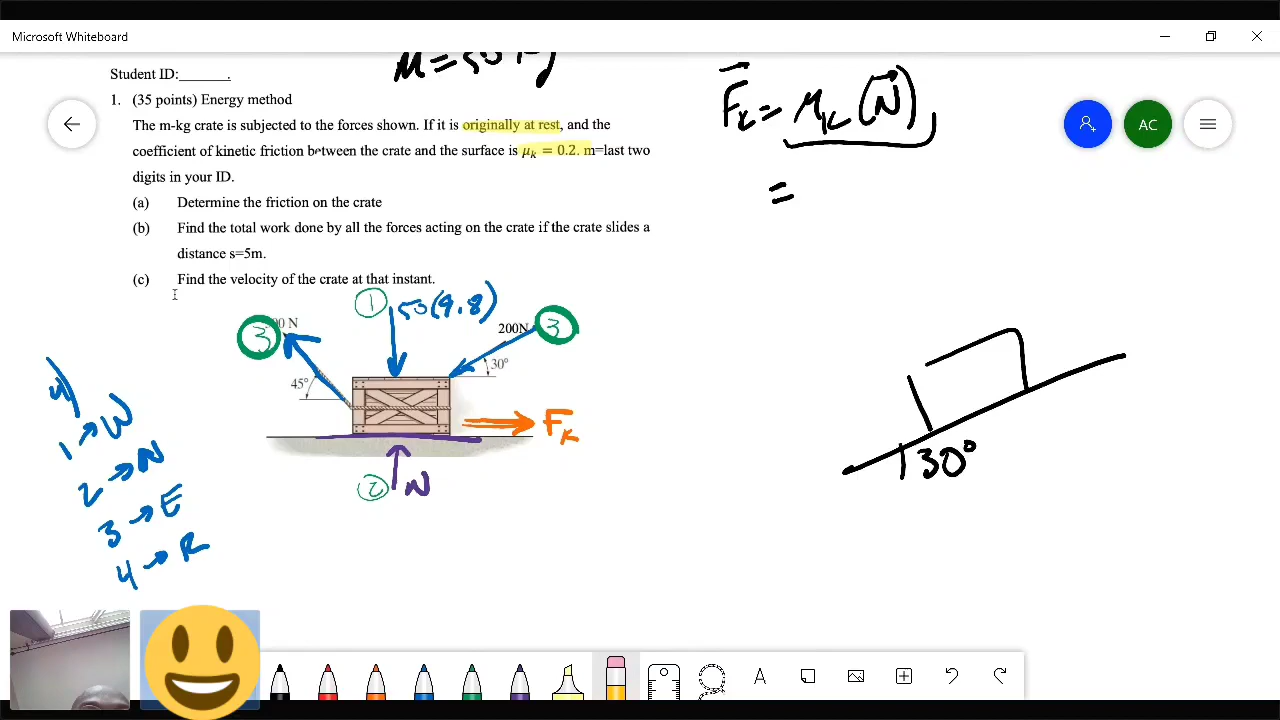 Microsoft Whiteboard
Student ID:______.
1. (35 points) Energy method
The m-kg crate is subjected to the forces shown. If it is originally at rest, and the
coefficient of kinetic friction between the crate and the surface is μk = 0.2. m=last two
digits in your ID.
(a) Determine the friction on the crate
(b) Find the total work done by all the forces acting on the crate if the crate slides a
distance s=5m.
(c) Find the velocity of the crate at that instant.
Fk = μk (N)
=
AC
1
50(9.8)
3
N
200N
3
30°
45°
Fk
2
N
4)
1 → W
2 → N
3 → E
4 → R
30°
A